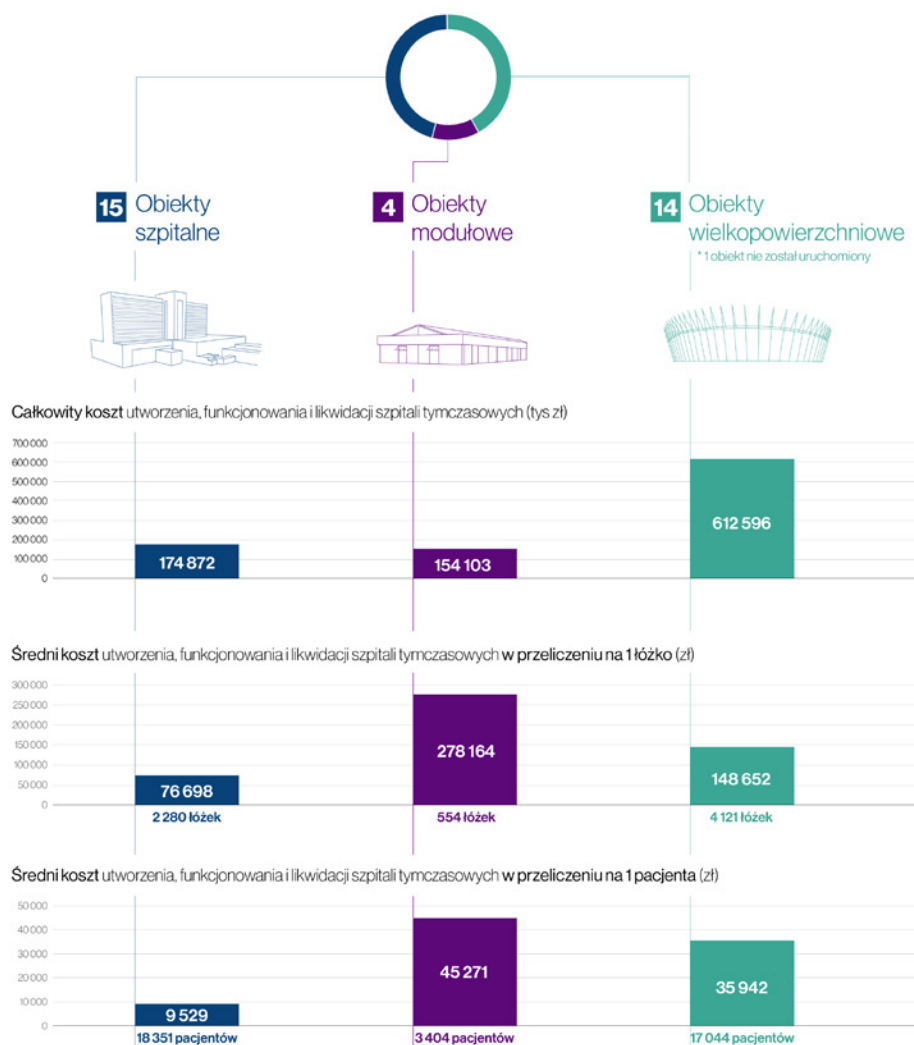 15 Obiekty
szpitalne
4 Obiekty
modułowe
14 Obiekty
wielkopowierzchniowe
* 1 obiekt nie został uruchomiony
Całkowity koszt utworzenia, funkcjonowania i likwidacji szpitali tymczasowych (tys zł)
700 000
600 000
500 000
400 000
300 000
200 000
100 000
0
174 872
154 103
612 596
Średni koszt utworzenia, funkcjonowania i likwidacji szpitali tymczasowych w przeliczeniu na 1 łóżko (zł)
300 000
250 000
200 000
150 000
100 000
50 000
0
76 698
278 164
148 652
2 280 łóżek
554 łóżek
4 121 łóżek
Średni koszt utworzenia, funkcjonowania i likwidacji szpitali tymczasowych w przeliczeniu na 1 pacjenta (zł)
50 000
40 000
30 000
20 000
10 000
0
9 529
45 271
35 942
18 351 pacjentów
3 404 pacjentów
17 044 pacjentów